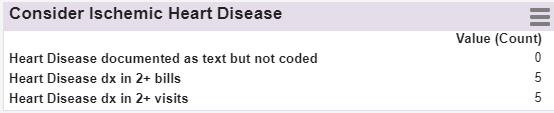 Consider Ischemic Heart Disease
Value (Count)
Heart Disease documented as text but not coded 0
Heart Disease dx in 2+ bills 5
Heart Disease dx in 2+ visits 5